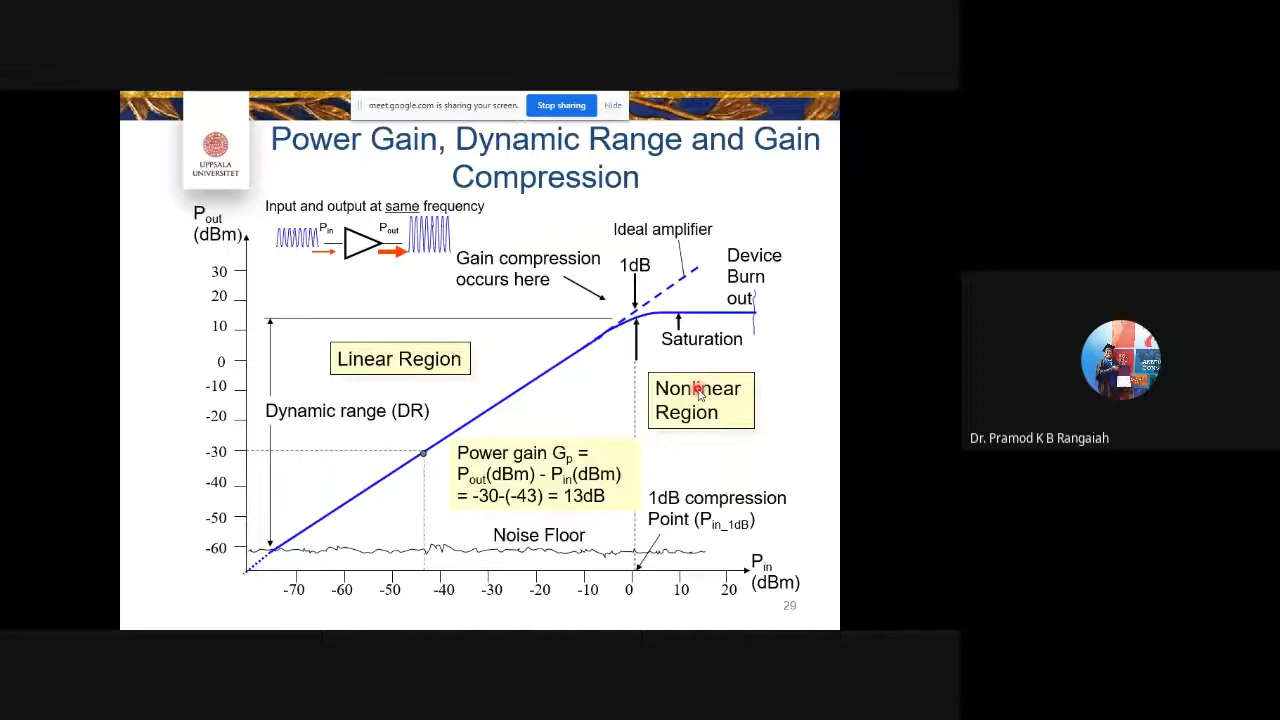 meet.google.com is sharing your screen.
Stop sharing
Hide
UPPSALA
UNIVERSITET
Power Gain, Dynamic Range and Gain
Compression
Input and output at same frequency
Pout
(dBm)
Pin
Pout
Ideal amplifier
Gain compression
occurs here
1dB
Device
Burn
out
30
20
10
0
-10
-20
-30
-40
-50
-60
Saturation
Linear Region
Nonlinear
Region
Dynamic range (DR)
Power gain Gp =
Pout(dBm) - Pin(dBm)
= -30-(-43) = 13dB
1dB compression
Point (Pin_1dB)
Noise Floor
Pin
(dBm)
-70
-60
-50
-40
-30
-20
-10
0
10
20
29
Dr. Pramod K B Rangaiah